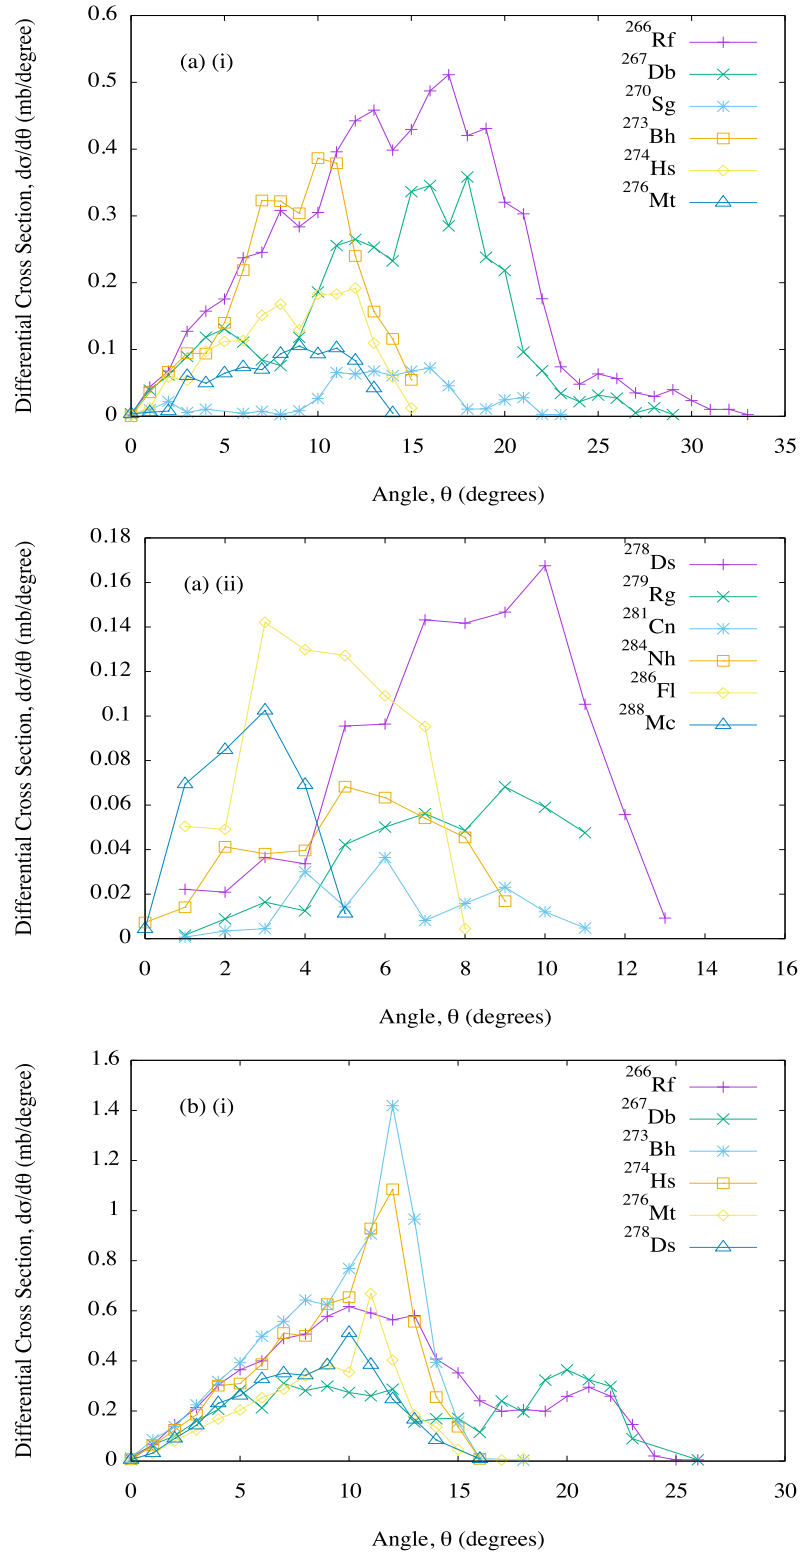 0.6
0.5
0.4
0.3
0.2
0.1
0
0 5 10 15 20 25 30 35
Differential Cross Section, dσ/dθ (mb/degree)
Angle, θ (degrees)
(a) (i)
²⁶⁶Rf
²⁶⁷Db
²⁷⁰Sg
²⁷³Bh
²⁷⁴Hs
²⁷⁶Mt
0.18
0.16
0.14
0.12
0.1
0.08
0.06
0.04
0.02
0
0 2 4 6 8 10 12 14 16
Differential Cross Section, dσ/dθ (mb/degree)
Angle, θ (degrees)
(a) (ii)
²⁷⁸Ds
²⁷⁹Rg
²⁸¹Cn
²⁸⁴Nh
²⁸⁶Fl
²⁸⁸Mc
1.6
1.4
1.2
1
0.8
0.6
0.4
0.2
0
0 5 10 15 20 25 30
Differential Cross Section, dσ/dθ (mb/degree)
Angle, θ (degrees)
(b) (i)
²⁶⁶Rf
²⁶⁷Db
²⁷³Bh
²⁷⁴Hs
²⁷⁶Mt
²⁷⁸Ds